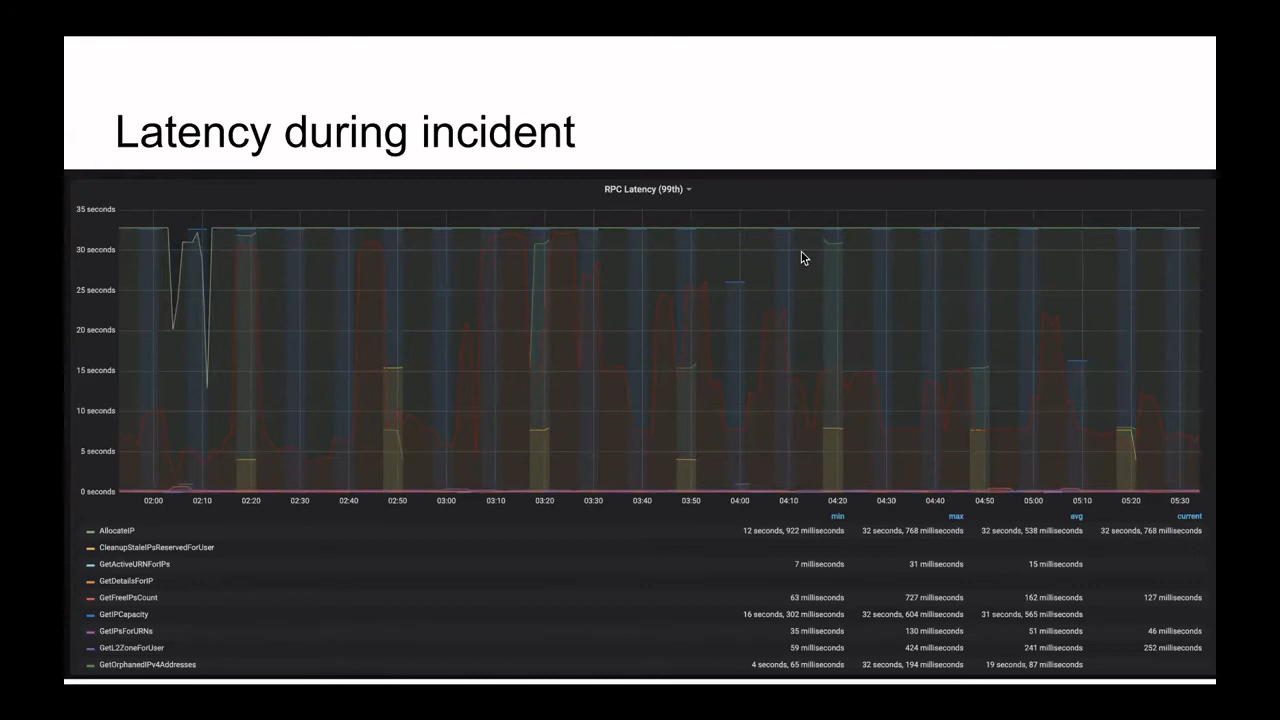 Latency during incident
RPC Latency (99th)
35 seconds
30 seconds
25 seconds
20 seconds
15 seconds
10 seconds
5 seconds
0 seconds
02:00 02:10 02:20 02:30 02:40 02:50 03:00 03:10 03:20 03:30 03:40 03:50 04:00 04:10 04:20 04:30 04:40 04:50 05:00 05:10 05:20 05:30
min max avg current
AllocateIP 12 seconds, 922 milliseconds 32 seconds, 768 milliseconds 32 seconds, 538 milliseconds 32 seconds, 768 milliseconds
CleanupStaleIPsReservedForUser
GetActiveURNForIPs 7 milliseconds 31 milliseconds 15 milliseconds
GetDetailsForIP
GetFreeIPsCount 63 milliseconds 727 milliseconds 162 milliseconds 127 milliseconds
GetIPCapacity 16 seconds, 302 milliseconds 32 seconds, 604 milliseconds 31 seconds, 565 milliseconds
GetIPsForURNs 35 milliseconds 130 milliseconds 51 milliseconds 46 milliseconds
GetL2ZoneForUser 59 milliseconds 424 milliseconds 241 milliseconds 252 milliseconds
GetOrphanedIPv4Addresses 4 seconds, 65 milliseconds 32 seconds, 194 milliseconds 19 seconds, 87 milliseconds